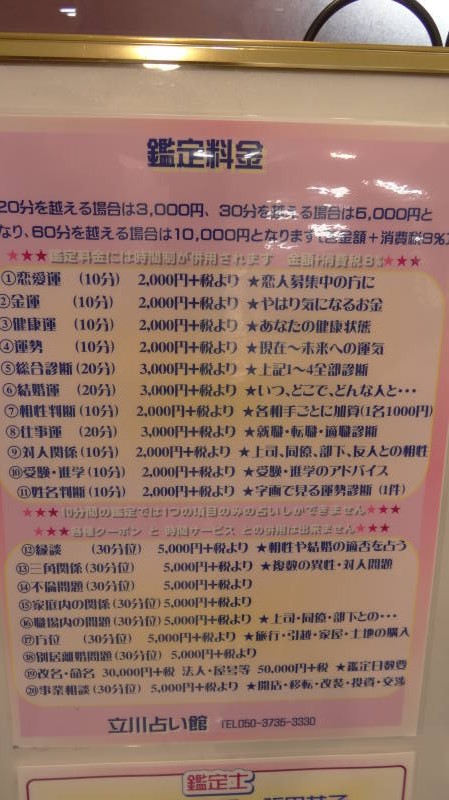 鑑定料金
20分を越える場合は3,000円、30分を越える場合は5,000円と
なり、60分を越える場合は10,000円となります(各金額+消費税8%)
★★★鑑定料金には時間制が併用されます 金額+消費税8%★★★
①恋愛運 (10分) 2,000円+税より ★恋人募集中の方に
②金運 (10分) 2,000円+税より ★やはり気になるお金
③健康運 (10分) 2,000円+税より ★あなたの健康状態
④運勢 (10分) 2,000円+税より ★現在～未来への運気
⑤総合診断 (20分) 3,000円+税より ★上記1～4全部診断
⑥結婚運 (20分) 3,000円+税より ★いつ、どこで、どんな人と・・・
⑦相性判断 (10分) 2,000円+税より ★各相手ごとに加算(1名1000円)
⑧仕事運 (20分) 3,000円+税より ★就職・転職・適職診断
⑨対人関係 (10分) 2,000円+税より ★上司、同僚、部下、友人との相性
⑩受験・進学 (10分) 2,000円+税より ★受験・進学のアドバイス
⑪姓名判断 (10分) 2,000円+税より ★字画で見る運勢診断 (1件)
★★★10分間の鑑定では1つの項目のみの占いしかできません★★★
★★★各種クーポン と 時間サービス との併用は出来ません★★★
⑫縁談 (30分位) 5,000円+税より ★相性や結婚の適否を占う
⑬三角関係 (30分位) 5,000円+税より ★複数の異性・対人問題
⑭不倫問題 (30分位) 5,000円+税より
⑮家庭内の関係 (30分位) 5,000円+税より
⑯職場内の問題 (30分位) 5,000円+税より ★上司・同僚・部下との・・・
⑰方位 (30分位) 5,000円+税より ★旅行・引越・家屋・土地の購入
⑱別居離婚問題 (30分位) 5,000円+税より
⑲改名・命名 30,000円+税 法人・屋号等 50,000円+税 ★鑑定日数要
⑳事業相談 (30分位) 5,000円+税より ★開店・移転・改装・投資・交渉
立川占い館 TEL050-3735-3330
鑑定士